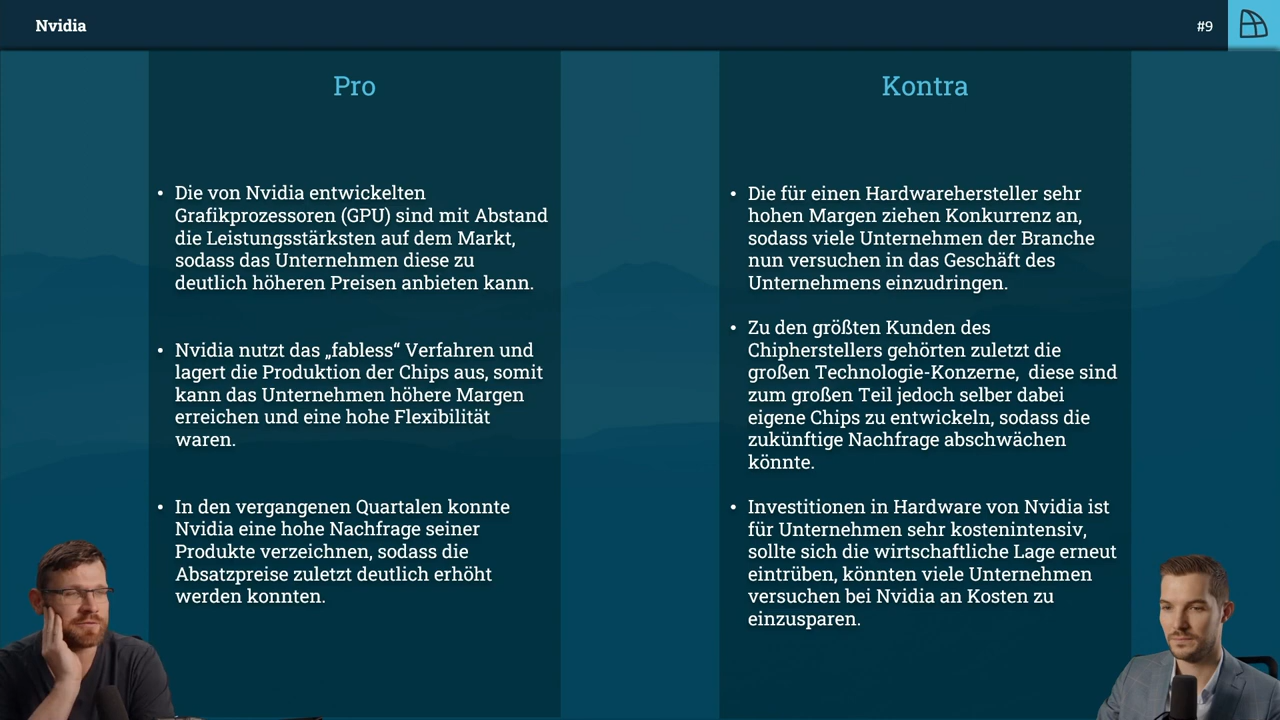 Nvidia
#9
Pro
• Die von Nvidia entwickelten
Grafikprozessoren (GPU) sind mit Abstand
die Leistungsstärksten auf dem Markt,
sodass das Unternehmen diese zu
deutlich höheren Preisen anbieten kann.
• Nvidia nutzt das „fabless“ Verfahren und
lagert die Produktion der Chips aus, somit
kann das Unternehmen höhere Margen
erreichen und eine hohe Flexibilität
waren.
• In den vergangenen Quartalen konnte
Nvidia eine hohe Nachfrage seiner
Produkte verzeichnen, sodass die
Absatzpreise zuletzt deutlich erhöht
werden konnten.
Kontra
• Die für einen Hardwarehersteller sehr
hohen Margen ziehen Konkurrenz an,
sodass viele Unternehmen der Branche
nun versuchen in das Geschäft des
Unternehmens einzudringen.
• Zu den größten Kunden des
Chipherstellers gehörten zuletzt die
großen Technologie-Konzerne,  diese sind
zum großen Teil jedoch selber dabei
eigene Chips zu entwickeln, sodass die
zukünftige Nachfrage abschwächen
könnte.
• Investitionen in Hardware von Nvidia ist
für Unternehmen sehr kostenintensiv,
sollte sich die wirtschaftliche Lage erneut
eintrüben, könnten viele Unternehmen
versuchen bei Nvidia an Kosten zu
einzusparen.